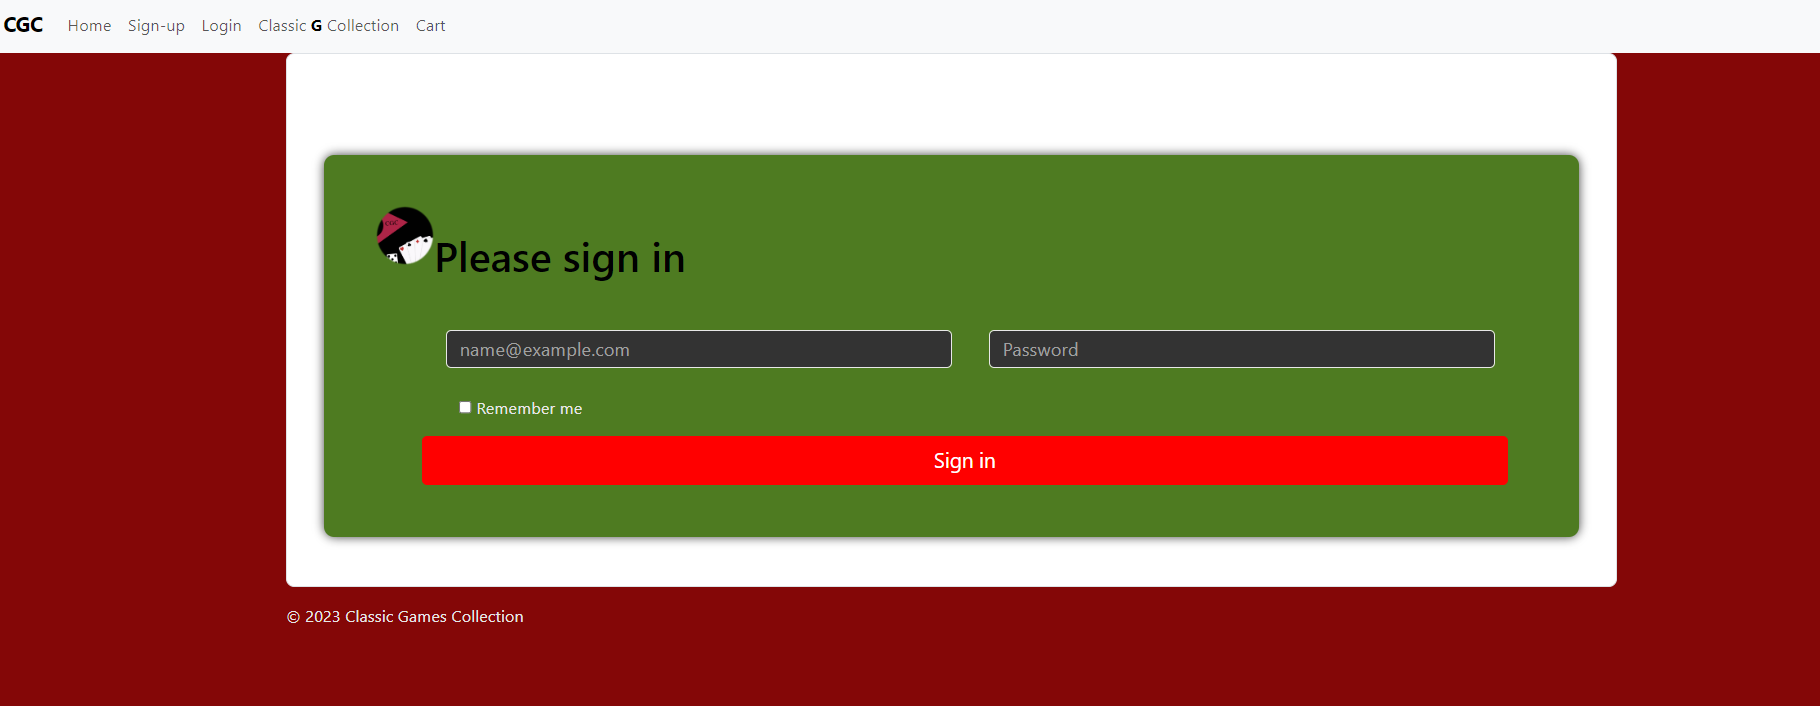 CGC Home Sign-up Login Classic G Collection Cart
CGC
Please sign in
name@example.com Password
Remember me
Sign in
© 2023 Classic Games Collection